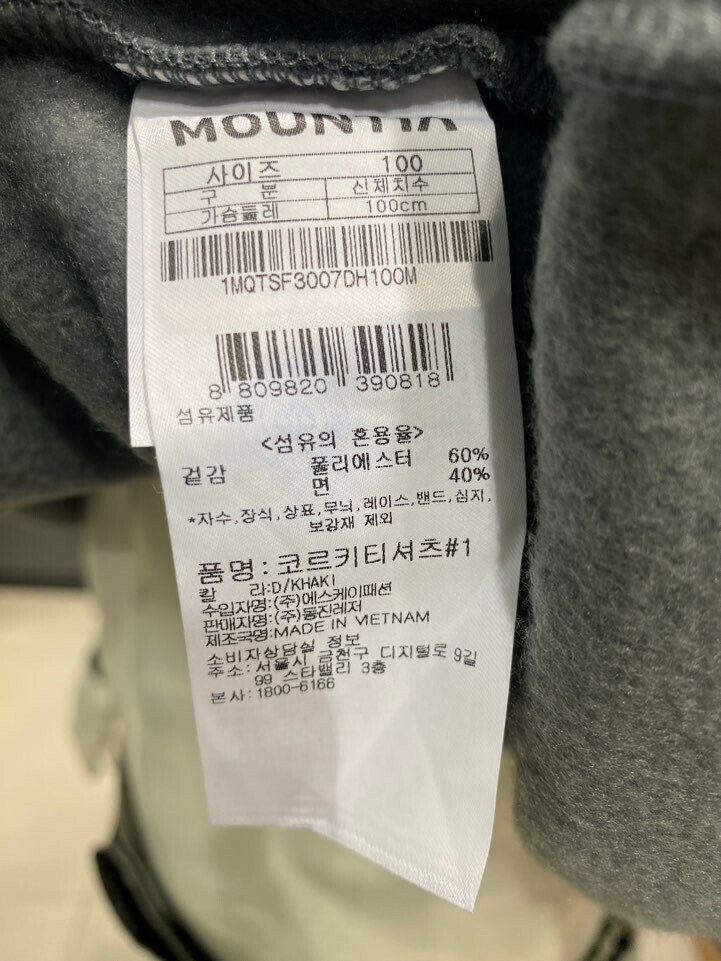 MOUNTIA
사이즈 100
구 분 신체치수
가슴둘레 100cm
1MQTSF3007DH100M
8 809820 390818
섬유제품
<섬유의 혼용율>
겉감 폴리에스터 60%
면 40%
*자수,장식,상표,무늬,레이스,밴드,심지,
보강재 제외
품명:코르키티셔츠#1
칼 라:D/KHAKI
수입자명:(주)에스케이패션
판매자명:(주)동진레저
제조국명:MADE IN VIETNAM
소비자상담실 정보
주소:서울시 금천구 디지털로 9길
99 스타밸리 3층
본사:1800-6166